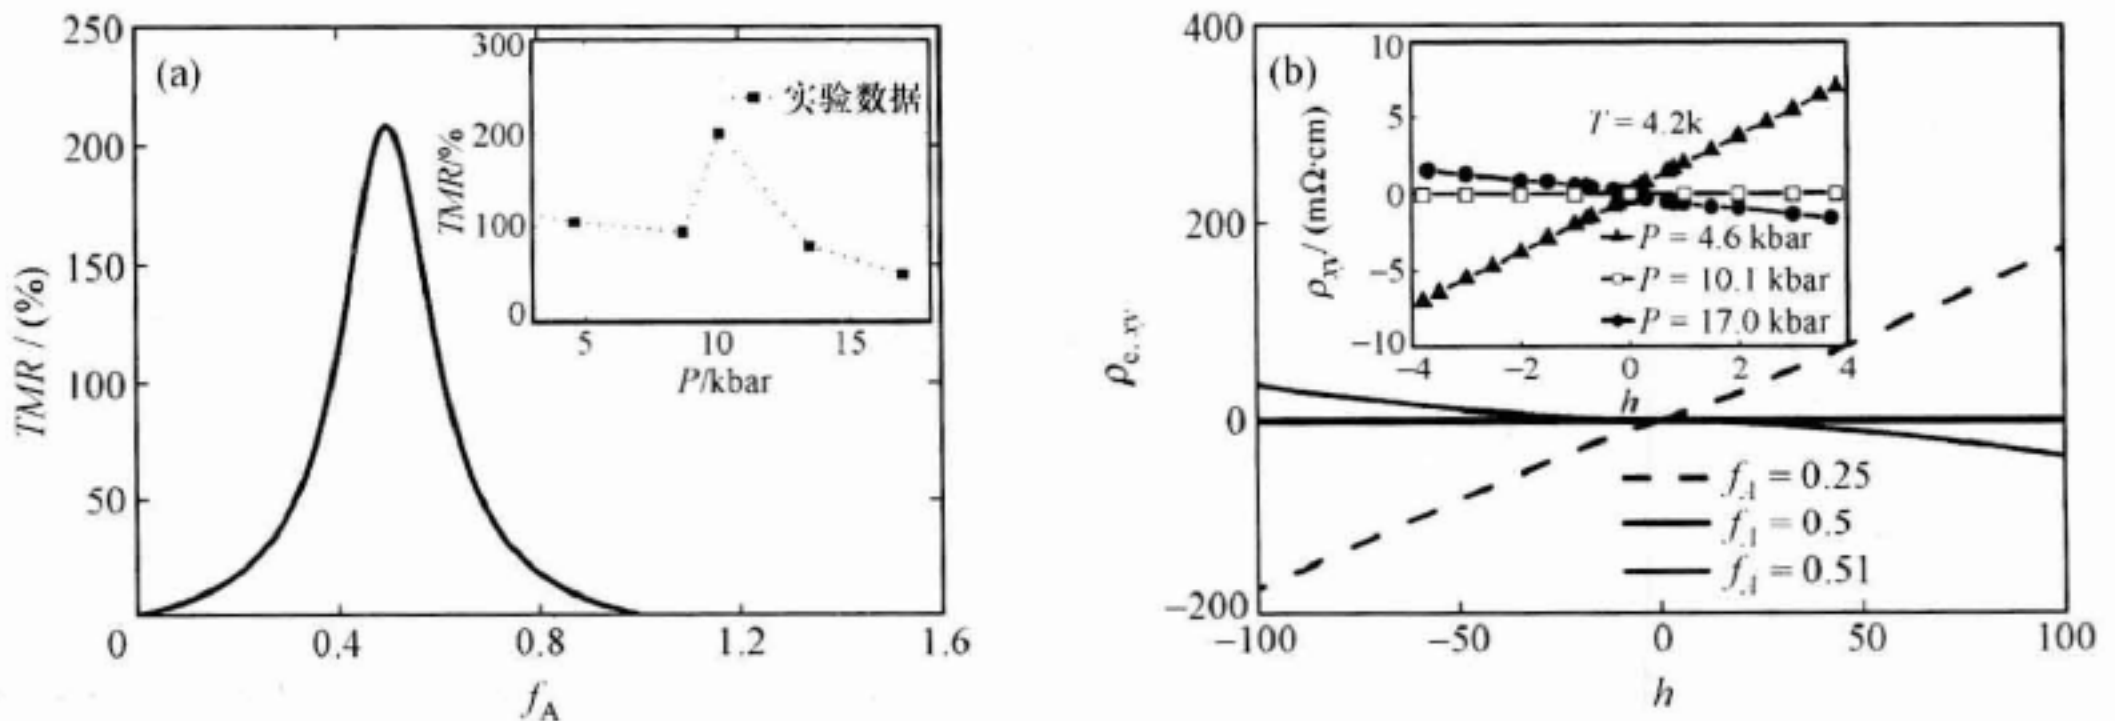 (a)
TMR / (%)
250
200
150
100
50
0
0.4
0.8
1.2
1.6
f_A
TMR/%
300
200
100
0
5
10
15
P/kbar
实验数据
(b)
ρ_c, xy
400
200
0
−200
−100
−50
0
50
100
h
ρ_xy / (mΩ·cm)
10
5
0
−5
−10
−4
−2
0
2
4
h
T = 4.2k
P = 4.6 kbar
P = 10.1 kbar
P = 17.0 kbar
f_A = 0.25
f_A = 0.5
f_A = 0.51